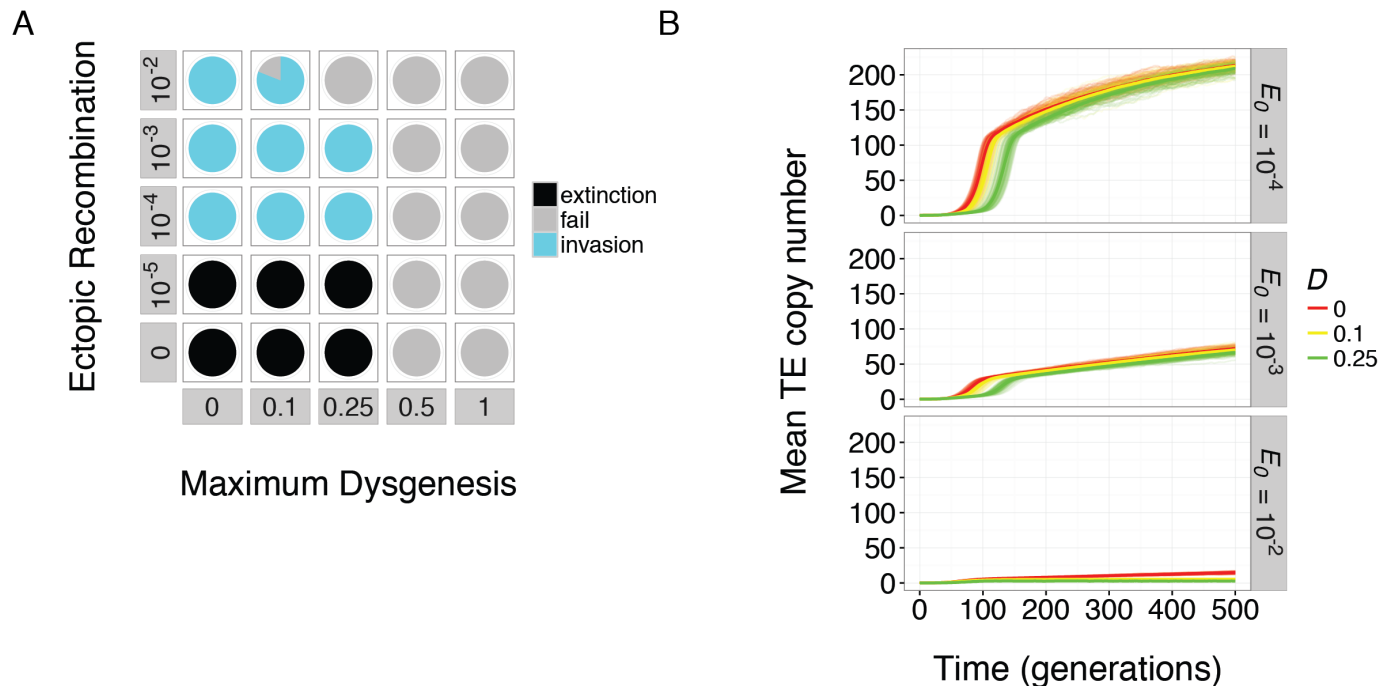 A
Ectopic Recombination
10⁻²
10⁻³
10⁻⁴
10⁻⁵
0
0 0.1 0.25 0.5 1
Maximum Dysgenesis
extinction
fail
invasion
B
Mean TE copy number
200
150
100
50
0
E₀ = 10⁻⁴
200
150
100
50
0
E₀ = 10⁻³
200
150
100
50
0
E₀ = 10⁻²
0 100 200 300 400 500
Time (generations)
D
0
0.1
0.25